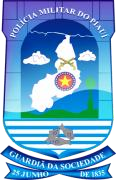 POLÍCIA MILITAR DO PIAUÍ
GUARDIÃ DA SOCIEDADE
25 JUNHO DE 1835